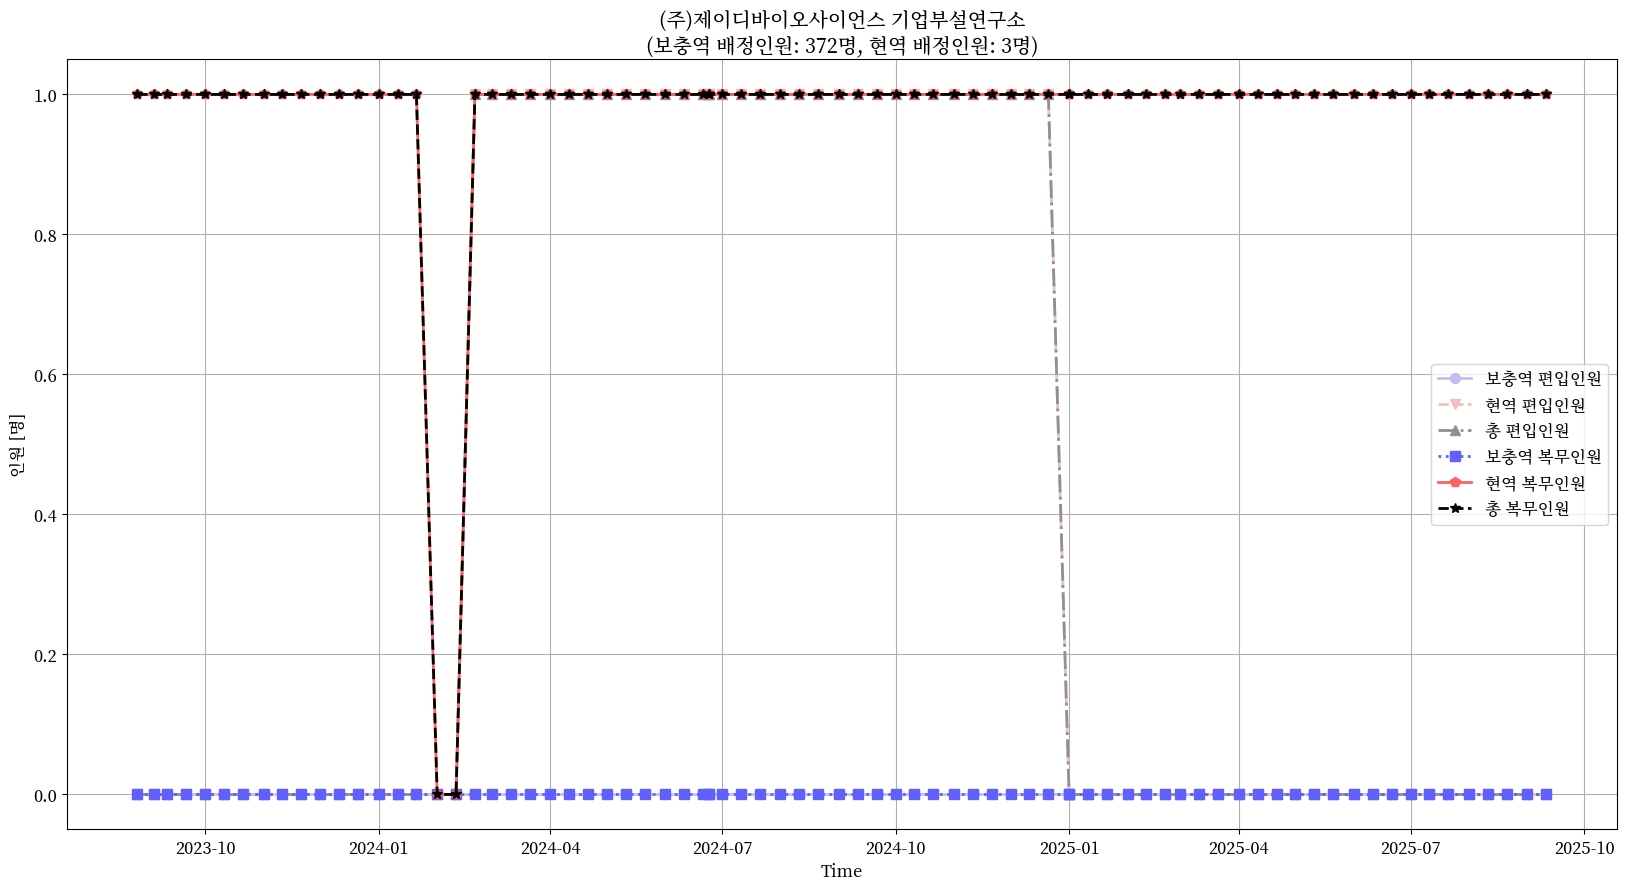 (주)제이디바이오사이언스 기업부설연구소
(보충역 배정인원: 372명, 현역 배정인원: 3명)
1.0
0.8
0.6
0.4
0.2
0.0
인원 [명]
보충역 편입인원
현역 편입인원
총 편입인원
보충역 복무인원
현역 복무인원
총 복무인원
2023-10
2024-01
2024-04
2024-07
2024-10
2025-01
2025-04
2025-07
2025-10
Time